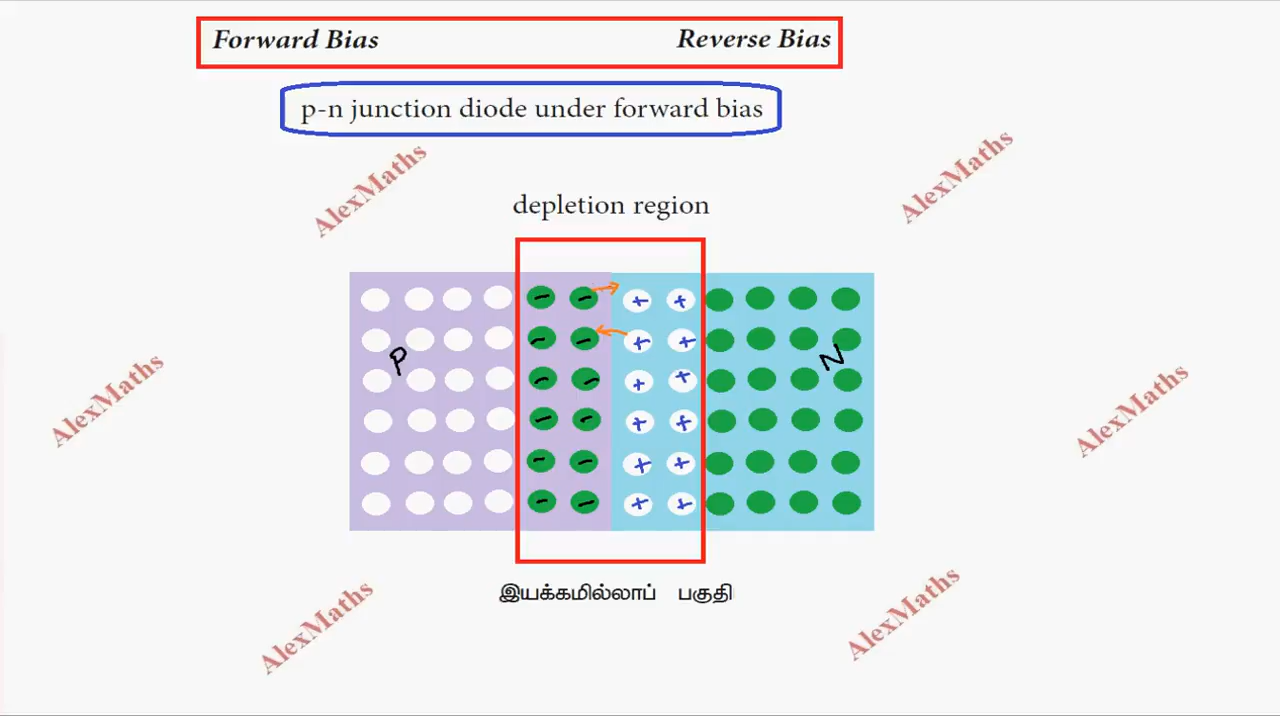 Forward Bias Reverse Bias
p-n junction diode under forward bias
AlexMaths AlexMaths
depletion region
- - + +
- - + +
P N
- - + +
- - + +
- - + +
- - + +
AlexMaths AlexMaths
இயக்கமில்லாப் பகுதி
AlexMaths AlexMaths